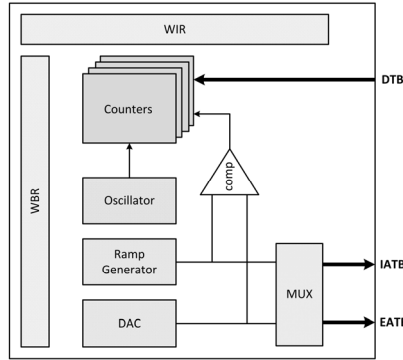 WIR
DTB
Counters
comp
WBR
Oscillator
Ramp
Generator
IATB
MUX
DAC
EATB